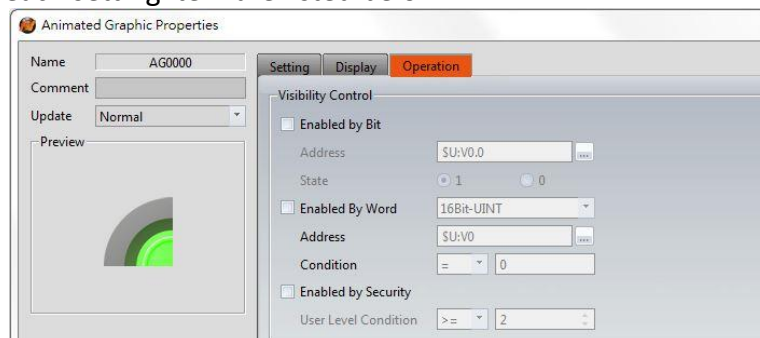 Animated Graphic Properties
Name AG0000
Comment
Update Normal
Preview
Setting Display Operation
Visibility Control
Enabled by Bit
Address $U:V0.0 ...
State 1 0
Enabled By Word 16Bit-UINT
Address $U:V0 ...
Condition = 0
Enabled by Security
User Level Condition >= 2